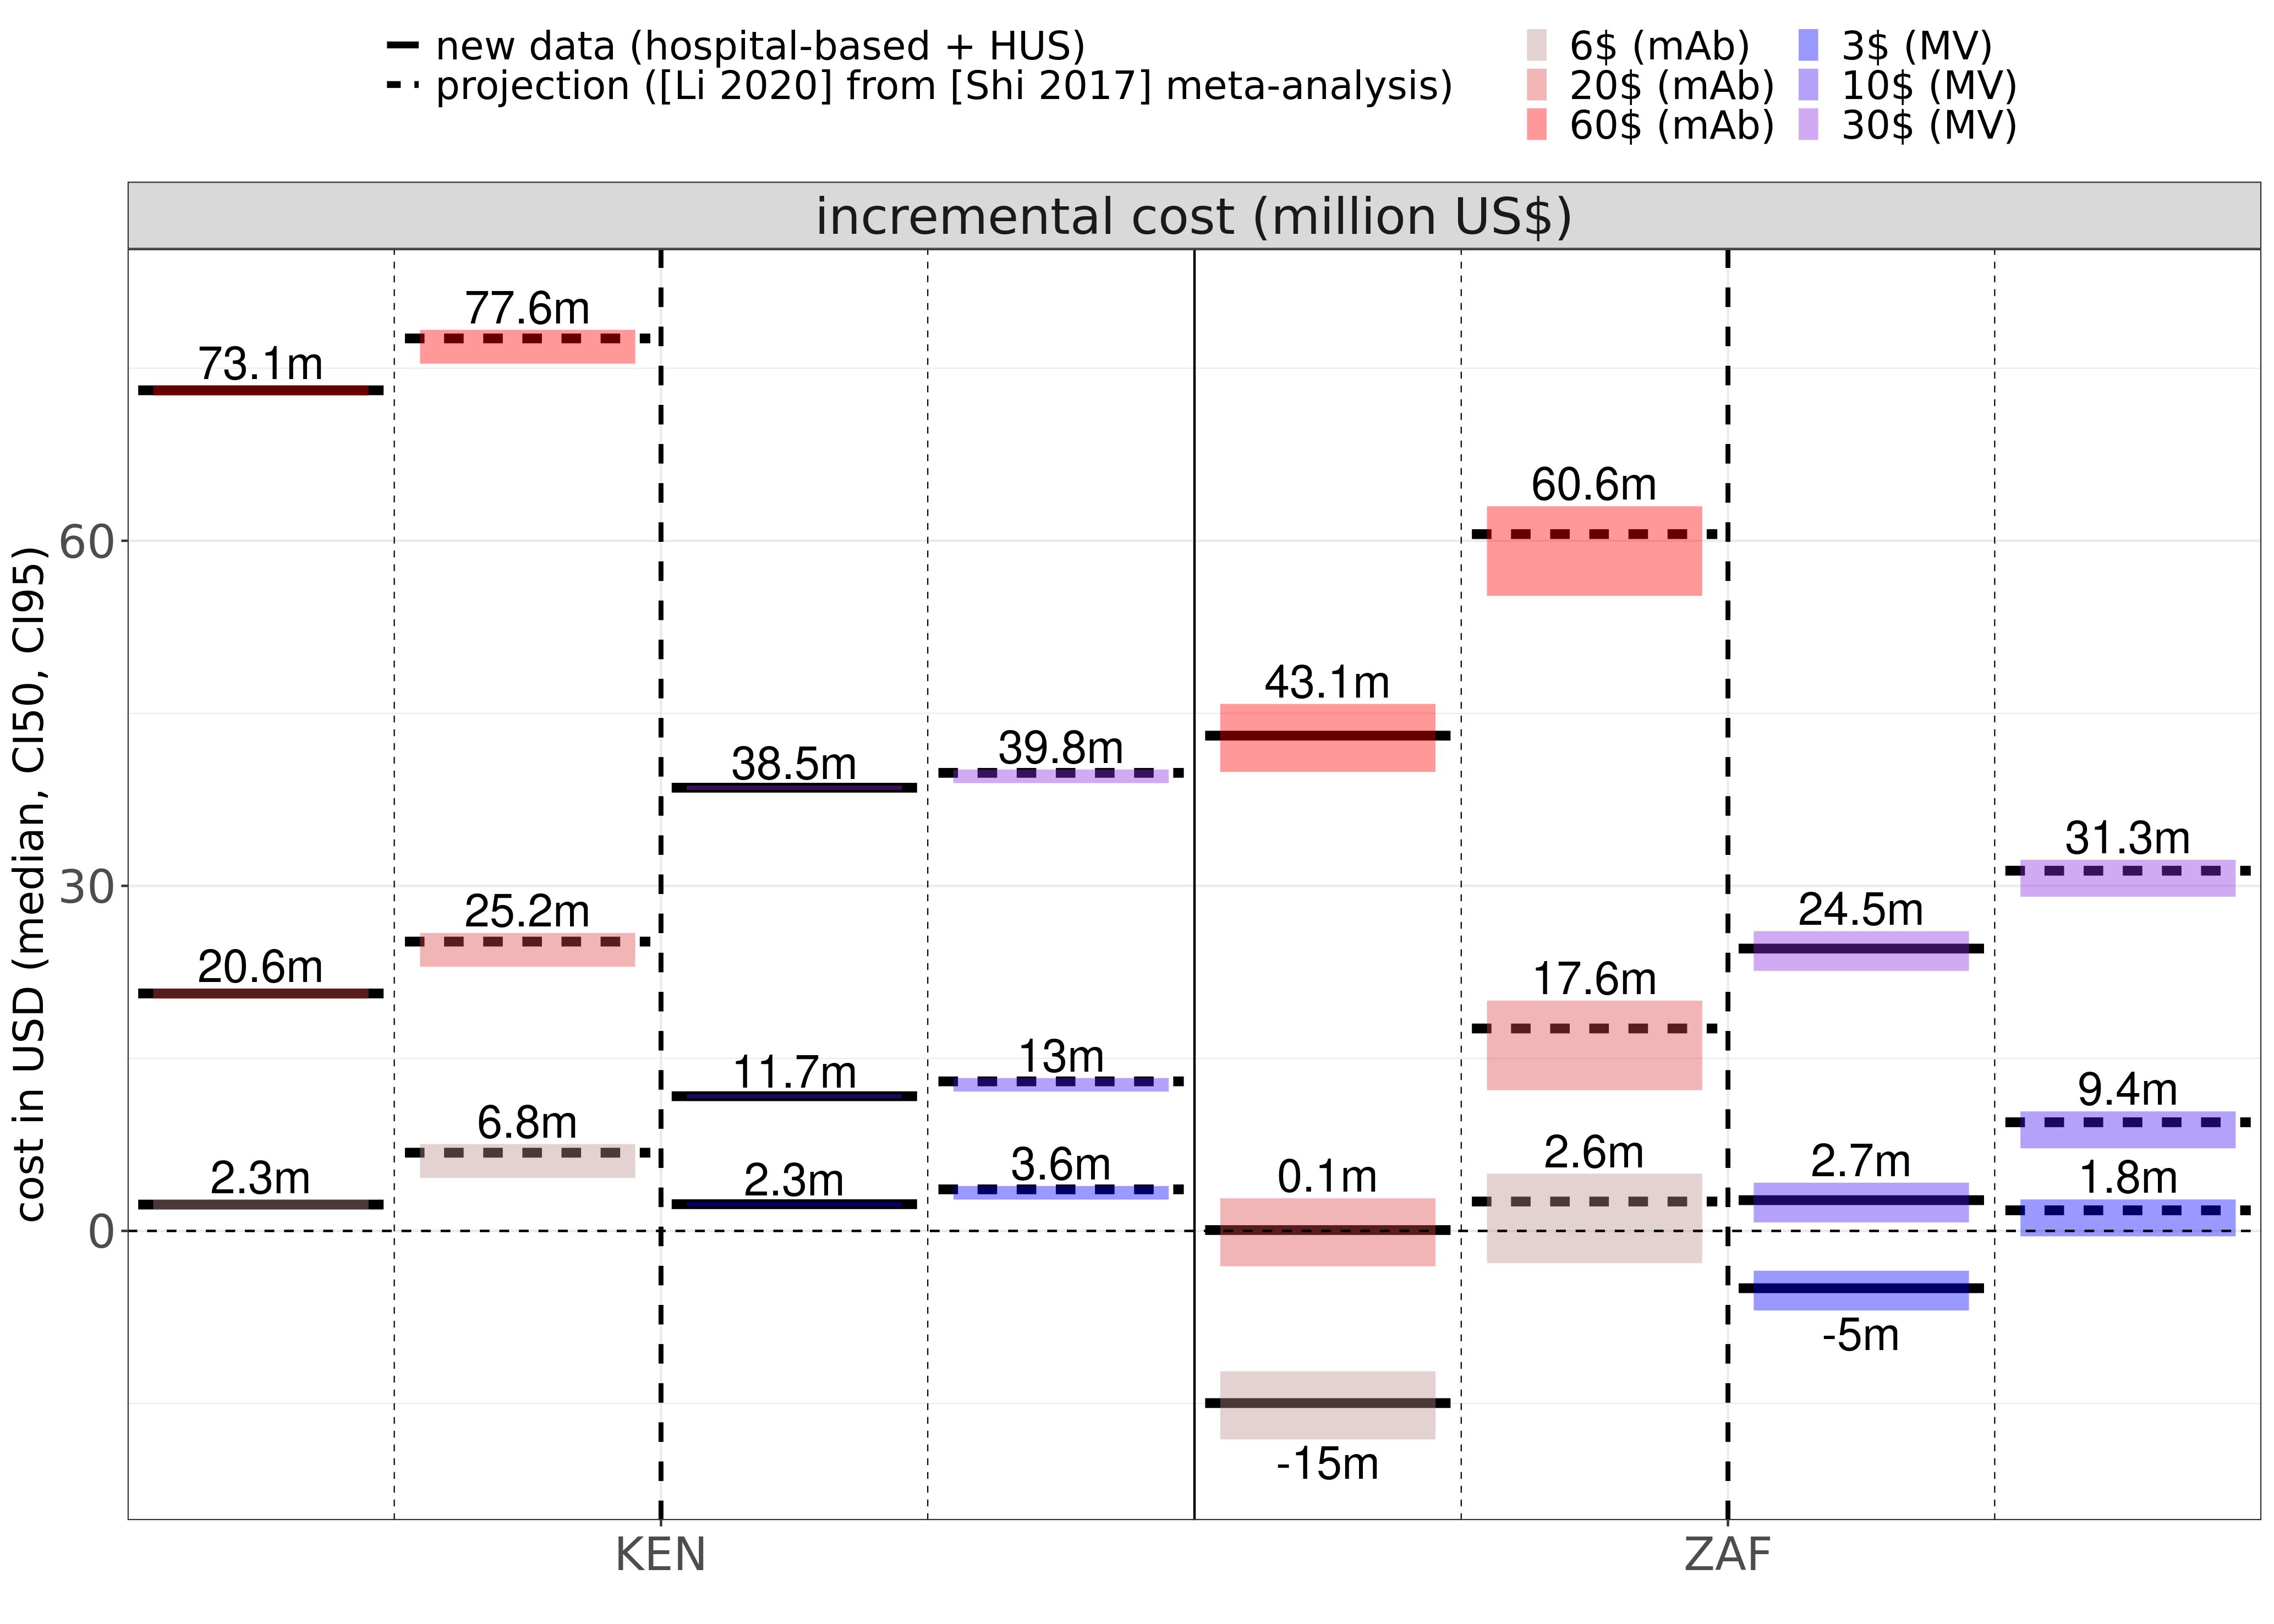 new data (hospital-based + HUS)
projection ([Li 2020] from [Shi 2017] meta-analysis)
6$ (mAb)
20$ (mAb)
60$ (mAb)
3$ (MV)
10$ (MV)
30$ (MV)
incremental cost (million US$)
cost in USD (median, CI50, CI95)
60
30
0
73.1m
20.6m
2.3m
77.6m
25.2m
6.8m
38.5m
11.7m
2.3m
39.8m
13m
3.6m
43.1m
0.1m
-15m
60.6m
17.6m
2.6m
24.5m
2.7m
-5m
31.3m
9.4m
1.8m
KEN
ZAF